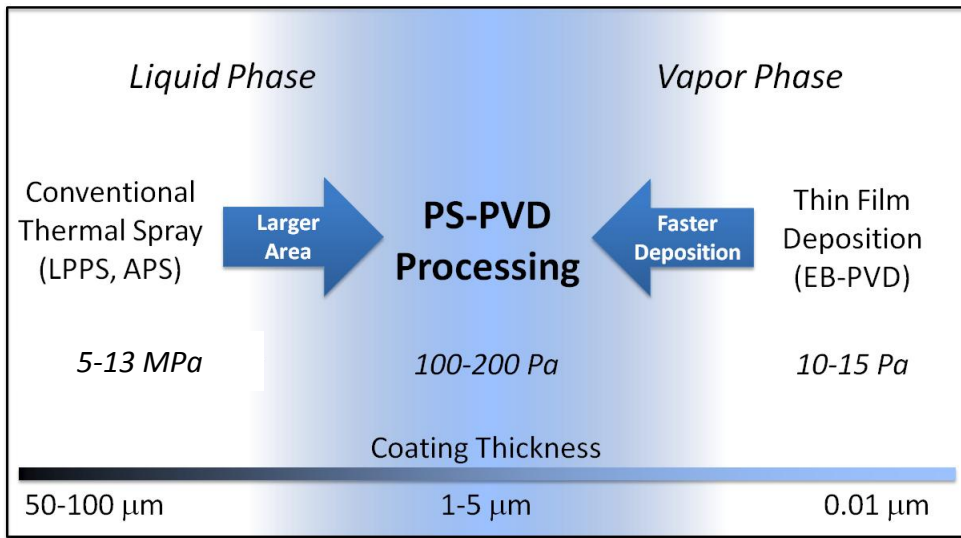 Liquid Phase
Vapor Phase
Conventional
Thermal Spray
(LPPS, APS)
Larger
Area
PS-PVD
Processing
Faster
Deposition
Thin Film
Deposition
(EB-PVD)
5-13 MPa
100-200 Pa
10-15 Pa
Coating Thickness
50-100 μm
1-5 μm
0.01 μm